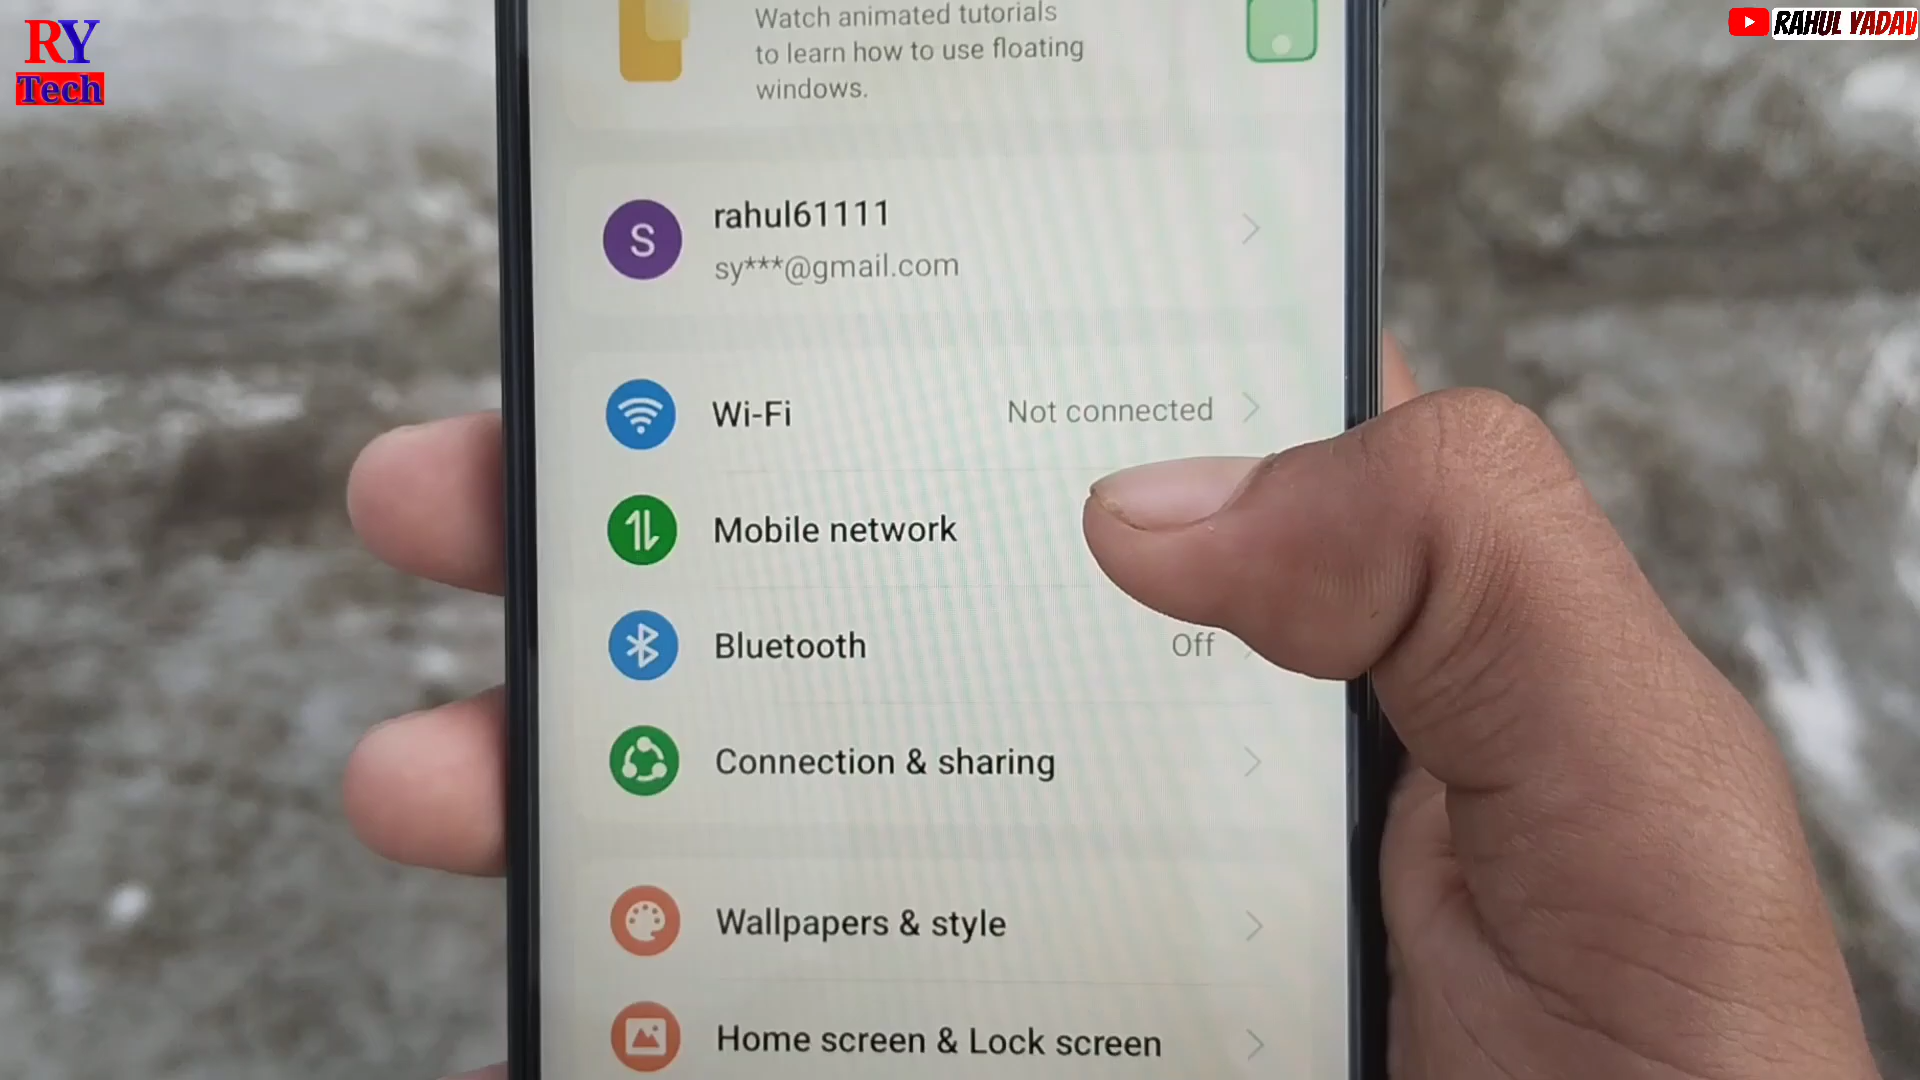 RY
Tech
RAHUL YADAV
Watch animated tutorials
to learn how to use floating
windows.
S
rahul61111
sy***@gmail.com
Wi-Fi
Not connected
Mobile network
Bluetooth
Off
Connection & sharing
Wallpapers & style
Home screen & Lock screen